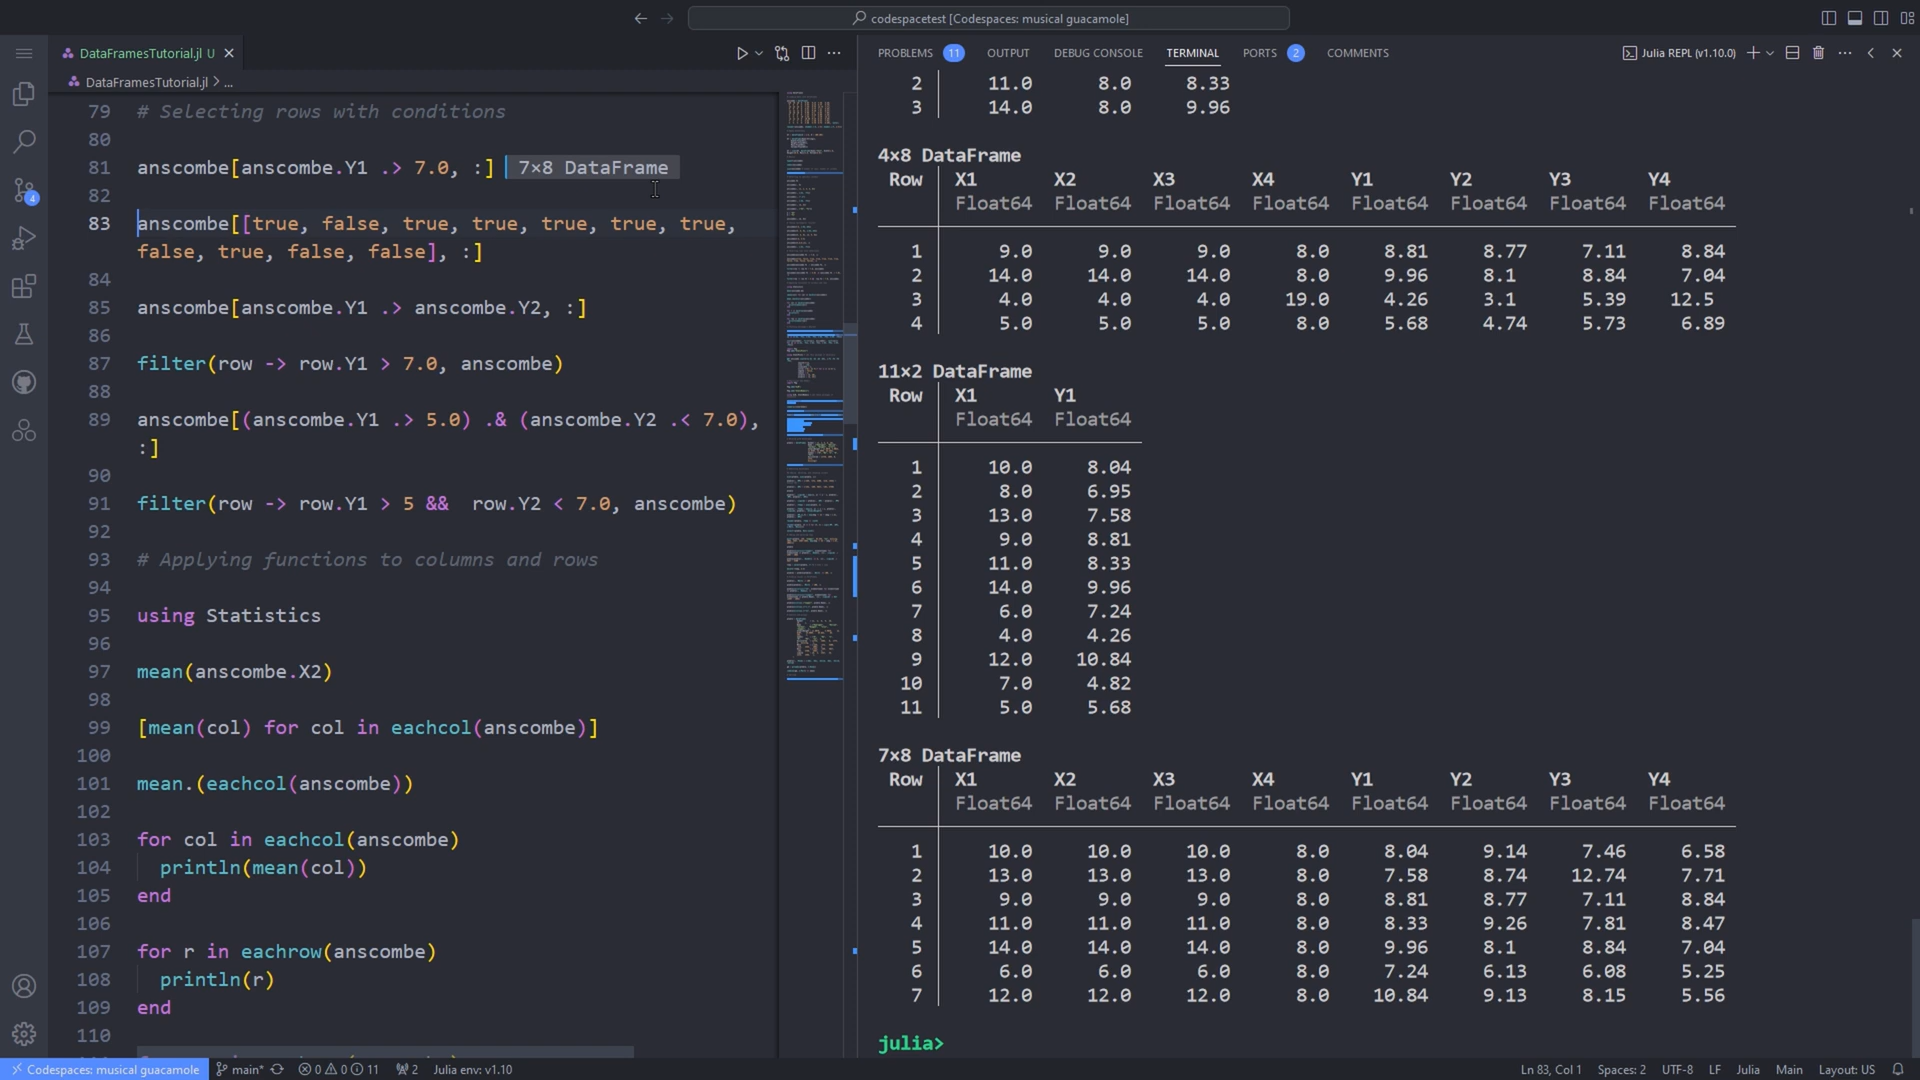 codespacetest [Codespaces: musical guacamole]
DataFramesTutorial.jl U
DataFramesTutorial.jl > ...
79 # Selecting rows with conditions
80
81 anscombe[anscombe.Y1 .> 7.0, :] 7×8 DataFrame
82
83 anscombe[[true, false, true, true, true, true, true,
false, true, false, false], :]
84
85 anscombe[anscombe.Y1 .> anscombe.Y2, :]
86
87 filter(row -> row.Y1 > 7.0, anscombe)
88
89 anscombe[(anscombe.Y1 .> 5.0) .& (anscombe.Y2 .< 7.0),
:]
90
91 filter(row -> row.Y1 > 5 &&  row.Y2 < 7.0, anscombe)
92
93 # Applying functions to columns and rows
94
95 using Statistics
96
97 mean(anscombe.X2)
98
99 [mean(col) for col in eachcol(anscombe)]
100
101 mean.(eachcol(anscombe))
102
103 for col in eachcol(anscombe)
104 println(mean(col))
105 end
106
107 for r in eachrow(anscombe)
108 println(r)
109 end
110
PROBLEMS 11 OUTPUT DEBUG CONSOLE TERMINAL PORTS 2 COMMENTS Julia REPL (v1.10.0)
2 11.0 8.0 8.33
3 14.0 8.0 9.96
4×8 DataFrame
Row X1 X2 X3 X4 Y1 Y2 Y3 Y4
Float64 Float64 Float64 Float64 Float64 Float64 Float64 Float64
1 9.0 9.0 9.0 8.0 8.81 8.77 7.11 8.84
2 14.0 14.0 14.0 8.0 9.96 8.1 8.84 7.04
3 4.0 4.0 4.0 19.0 4.26 3.1 5.39 12.5
4 5.0 5.0 5.0 8.0 5.68 4.74 5.73 6.89
11×2 DataFrame
Row X1 Y1
Float64 Float64
1 10.0 8.04
2 8.0 6.95
3 13.0 7.58
4 9.0 8.81
5 11.0 8.33
6 14.0 9.96
7 6.0 7.24
8 4.0 4.26
9 12.0 10.84
10 7.0 4.82
11 5.0 5.68
7×8 DataFrame
Row X1 X2 X3 X4 Y1 Y2 Y3 Y4
Float64 Float64 Float64 Float64 Float64 Float64 Float64 Float64
1 10.0 10.0 10.0 8.0 8.04 9.14 7.46 6.58
2 13.0 13.0 13.0 8.0 7.58 8.74 12.74 7.71
3 9.0 9.0 9.0 8.0 8.81 8.77 7.11 8.84
4 11.0 11.0 11.0 8.0 8.33 9.26 7.81 8.47
5 14.0 14.0 14.0 8.0 9.96 8.1 8.84 7.04
6 6.0 6.0 6.0 8.0 7.24 6.13 6.08 5.25
7 12.0 12.0 12.0 8.0 10.84 9.13 8.15 5.56
julia>
4
Codespaces: musical guacamole main* 0 0 11 2 Julia env: v1.10 Ln 83, Col 1 Spaces: 2 UTF-8 LF Julia Main Layout: US